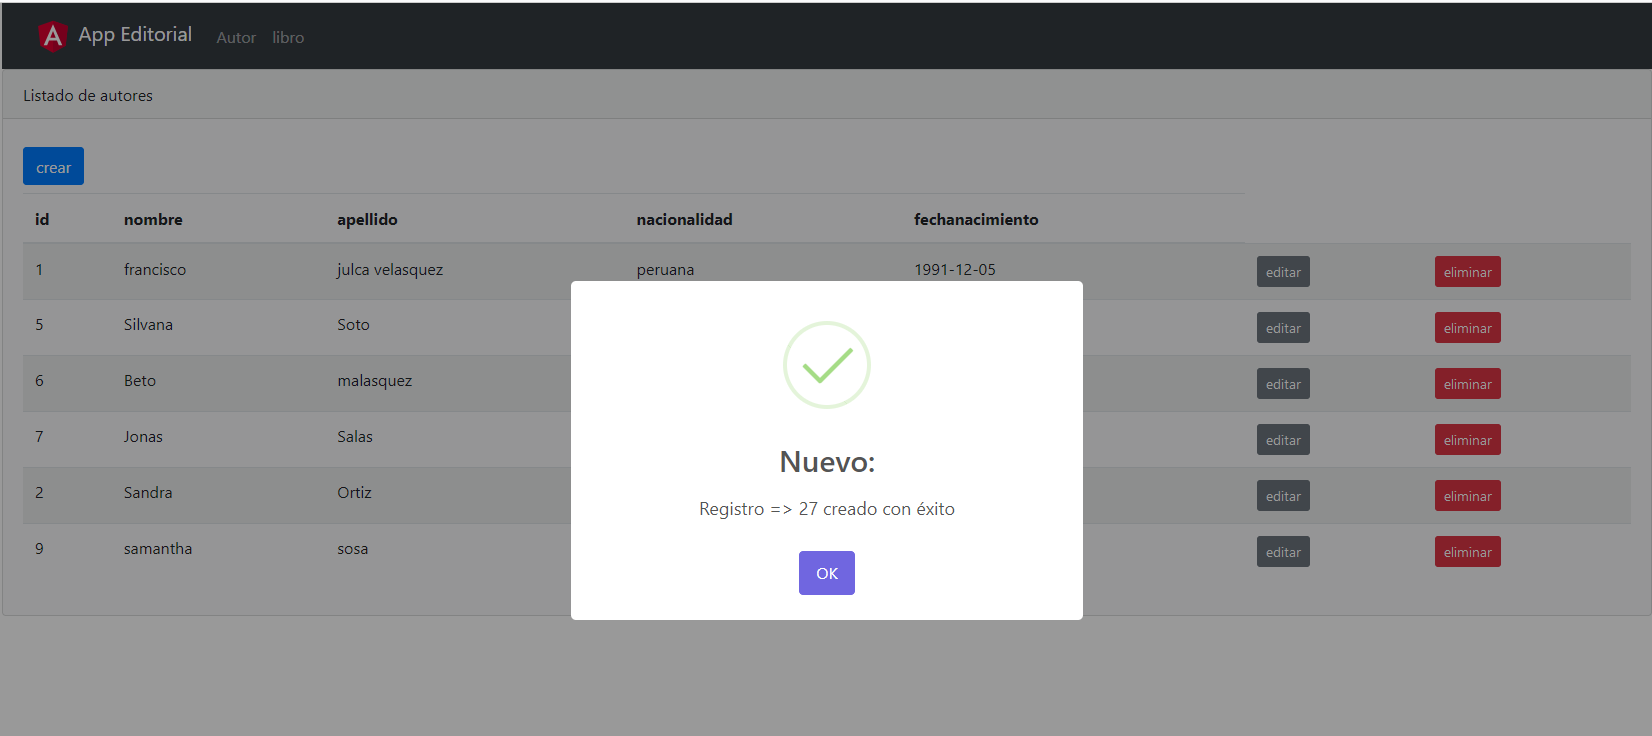 App Editorial Autor libro
Listado de autores
crear
id nombre apellido nacionalidad fechanacimiento
1 francisco julca velasquez peruana 1991-12-05 editar eliminar
5 Silvana Soto editar eliminar
6 Beto malasquez editar eliminar
7 Jonas Salas editar eliminar
2 Sandra Ortiz editar eliminar
9 samantha sosa editar eliminar
Nuevo:
Registro => 27 creado con éxito
OK